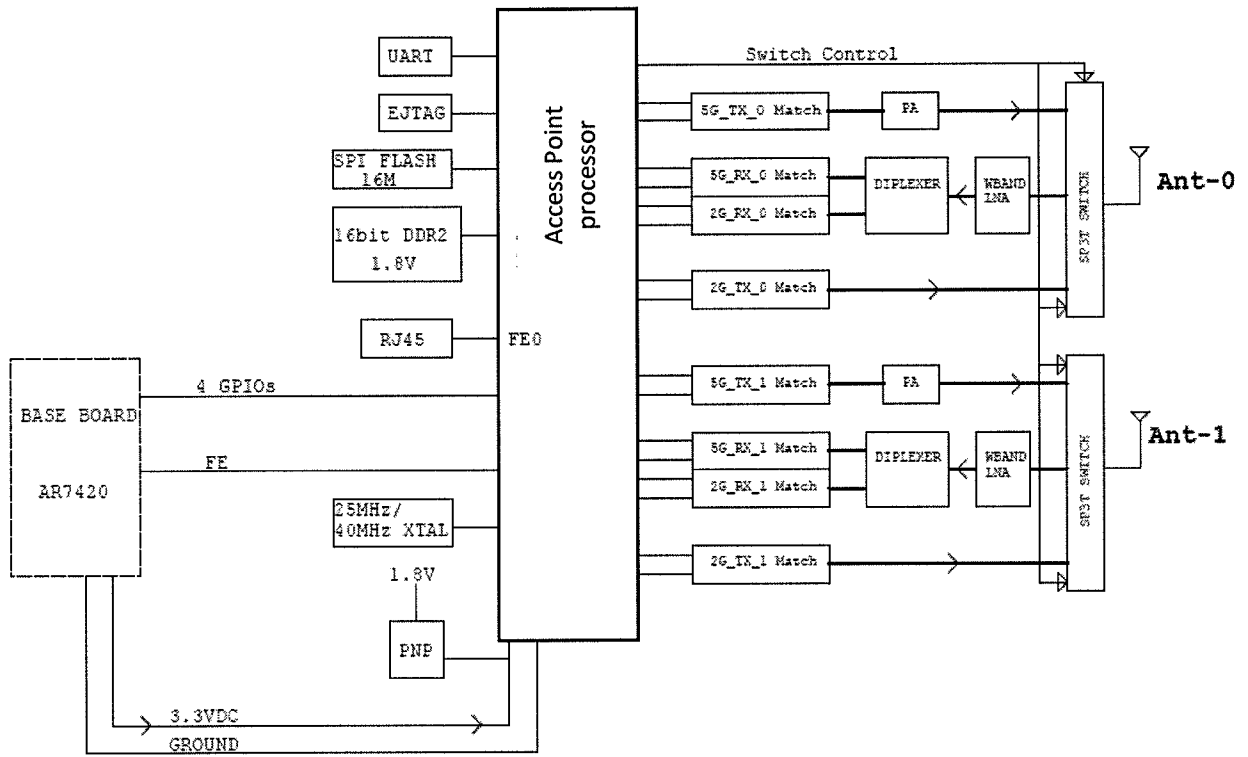 Switch Control
UART
EJTAG
SPI FLASH
16M
16bit DDR2
1.8V
RJ45
FE0
Access Point
processor
BASE BOARD
AR7420
4 GPIOs
FE
25MHz/
40MHz XTAL
1.8V
PNP
3.3VDC
GROUND
5G_TX_0 Match
PA
5G_RX_0 Match
2G_RX_0 Match
DIPLEXER
WBAND
LNA
2G_TX_0 Match
SP3T SWITCH
Ant-0
5G_TX_1 Match
PA
5G_RX_1 Match
2G_RX_1 Match
DIPLEXER
WBAND
LNA
2G_TX_1 Match
SP3T SWITCH
Ant-1